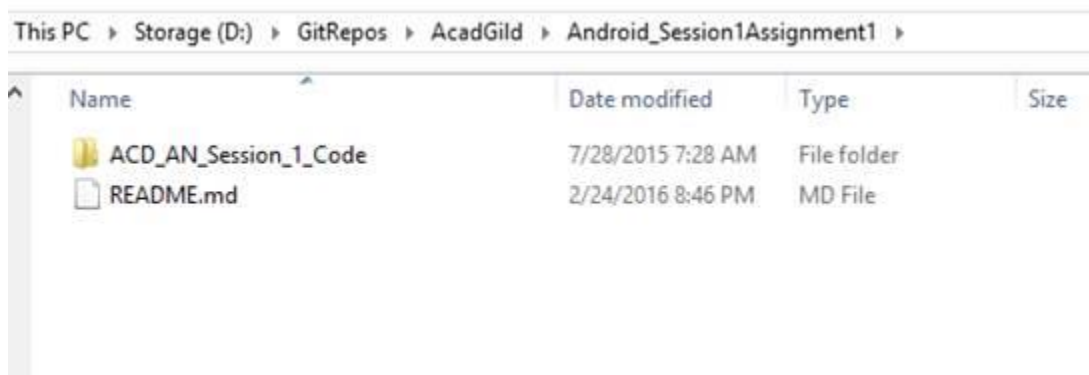 This PC › Storage (D:) › GitRepos › AcadGild › Android_Session1Assignment1 ›
Name Date modified Type Size
ACD_AN_Session_1_Code 7/28/2015 7:28 AM File folder
README.md 2/24/2016 8:46 PM MD File